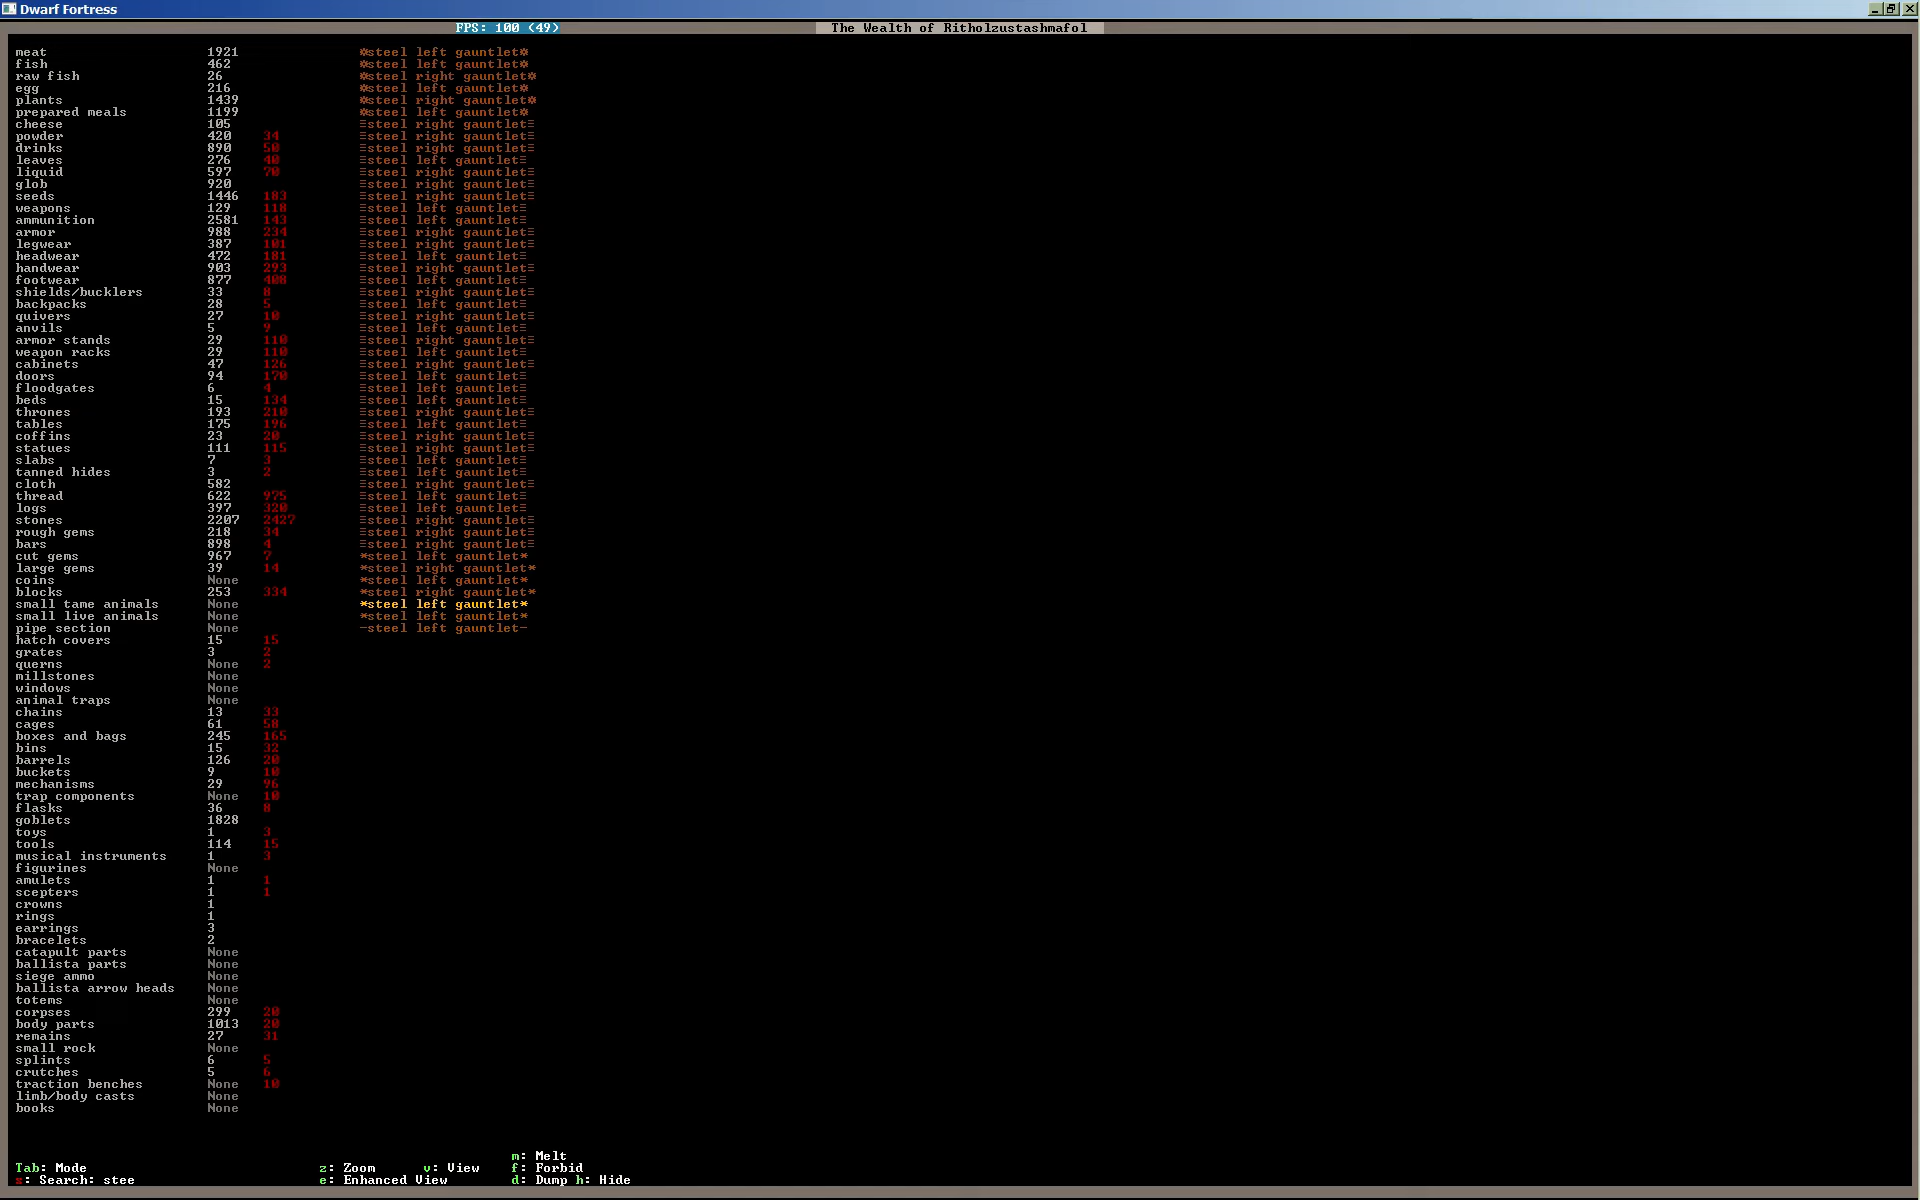 Dwarf Fortress
FPS: 100 (49) The Wealth of Ritholzustashmafol
meat 1921 ☼steel left gauntlet☼
fish 462 ☼steel left gauntlet☼
raw fish 26 ☼steel right gauntlet☼
egg 216 ☼steel left gauntlet☼
plants 1439 ☼steel right gauntlet☼
prepared meals 1199 ☼steel left gauntlet☼
cheese 105 ≡steel right gauntlet≡
powder 420 34 ≡steel right gauntlet≡
drinks 890 50 ≡steel right gauntlet≡
leaves 276 40 ≡steel left gauntlet≡
liquid 597 70 ≡steel right gauntlet≡
glob 920 ≡steel right gauntlet≡
seeds 1446 183 ≡steel right gauntlet≡
weapons 129 118 ≡steel left gauntlet≡
ammunition 2581 143 ≡steel left gauntlet≡
armor 988 234 ≡steel right gauntlet≡
legwear 387 101 ≡steel right gauntlet≡
headwear 472 181 ≡steel left gauntlet≡
handwear 903 293 ≡steel right gauntlet≡
footwear 877 408 ≡steel left gauntlet≡
shields/bucklers 33 8 ≡steel right gauntlet≡
backpacks 28 5 ≡steel left gauntlet≡
quivers 27 10 ≡steel right gauntlet≡
anvils 5 9 ≡steel left gauntlet≡
armor stands 29 110 ≡steel right gauntlet≡
weapon racks 29 110 ≡steel left gauntlet≡
cabinets 47 126 ≡steel right gauntlet≡
doors 94 170 ≡steel left gauntlet≡
floodgates 6 4 ≡steel left gauntlet≡
beds 15 134 ≡steel left gauntlet≡
thrones 193 210 ≡steel right gauntlet≡
tables 175 196 ≡steel left gauntlet≡
coffins 23 20 ≡steel right gauntlet≡
statues 111 115 ≡steel right gauntlet≡
slabs 7 3 ≡steel left gauntlet≡
tanned hides 3 2 ≡steel left gauntlet≡
cloth 582 ≡steel right gauntlet≡
thread 622 975 ≡steel left gauntlet≡
logs 397 320 ≡steel left gauntlet≡
stones 2207 2427 ≡steel right gauntlet≡
rough gems 218 34 ≡steel right gauntlet≡
bars 898 4 ≡steel right gauntlet≡
cut gems 967 7 *steel left gauntlet*
large gems 39 14 *steel right gauntlet*
coins None *steel left gauntlet*
blocks 253 334 *steel right gauntlet*
small tame animals None *steel left gauntlet*
small live animals None *steel left gauntlet*
pipe section None -steel left gauntlet-
hatch covers 15 15
grates 3 2
querns None 2
millstones None
windows None
animal traps None
chains 13 33
cages 61 58
boxes and bags 245 165
bins 15 32
barrels 126 20
buckets 9 10
mechanisms 29 96
trap components None 10
flasks 36 8
goblets 1828
toys 1 3
tools 114 15
musical instruments 1 3
figurines None
amulets 1 1
scepters 1 1
crowns 1
rings 1
earrings 3
bracelets 2
catapult parts None
ballista parts None
siege ammo None
ballista arrow heads None
totems None
corpses 299 20
body parts 1013 20
remains 27 31
small rock None
splints 6 5
crutches 5 6
traction benches None 10
limb/body casts None
books None
m: Melt
Tab: Mode z: Zoom v: View f: Forbid
s: Search: stee e: Enhanced View d: Dump h: Hide